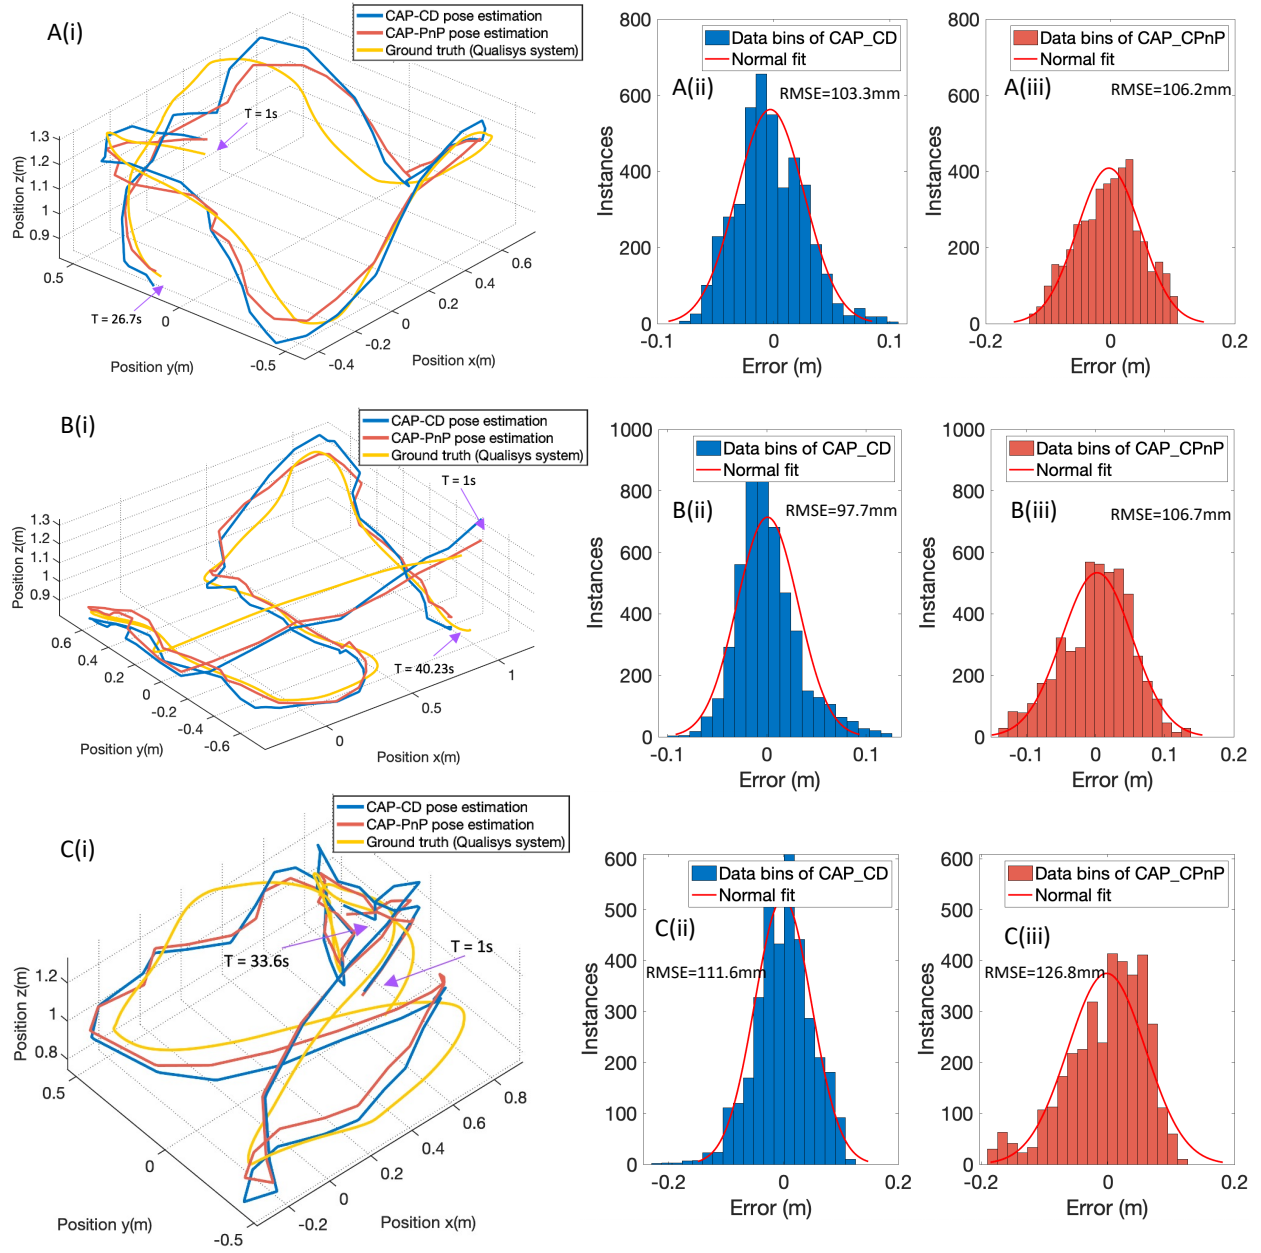 A(i)
CAP-CD pose estimation
CAP-PnP pose estimation
Ground truth (Qualisys system)
T = 1s
T = 26.7s
1.3
1.2
1.1
1
0.9
Position z(m)
0.5
0
-0.5
Position y(m)
-0.4
-0.2
0
0.2
0.4
0.6
Position x(m)
A(ii)
Data bins of CAP_CD
Normal fit
RMSE=103.3mm
800
600
400
200
0
Instances
-0.1
0
0.1
Error (m)
A(iii)
Data bins of CAP_CPnP
Normal fit
RMSE=106.2mm
800
600
400
200
0
Instances
-0.2
0
0.2
Error (m)
B(i)
CAP-CD pose estimation
CAP-PnP pose estimation
Ground truth (Qualisys system)
T = 1s
T = 40.23s
1.3
1.2
1.1
1
0.9
Position z(m)
0.6
0.4
0.2
0
-0.2
-0.4
-0.6
Position y(m)
0
0.5
1
Position x(m)
B(ii)
Data bins of CAP_CD
Normal fit
RMSE=97.7mm
1000
800
600
400
200
0
Instances
-0.1
0
0.1
Error (m)
B(iii)
Data bins of CAP_CPnP
Normal fit
RMSE=106.7mm
1000
800
600
400
200
0
Instances
-0.1
0
0.1
0.2
Error (m)
C(i)
CAP-CD pose estimation
CAP-PnP pose estimation
Ground truth (Qualisys system)
T = 33.6s
T = 1s
1.2
1
0.8
Position z(m)
0.5
0
-0.5
Position y(m)
-0.2
0
0.2
0.4
0.6
0.8
Position x(m)
C(ii)
Data bins of CAP_CD
Normal fit
RMSE=111.6mm
600
500
400
300
200
100
0
Instances
-0.2
0
0.2
Error (m)
C(iii)
Data bins of CAP_CPnP
Normal fit
RMSE=126.8mm
600
500
400
300
200
100
0
Instances
-0.2
0
0.2
Error (m)